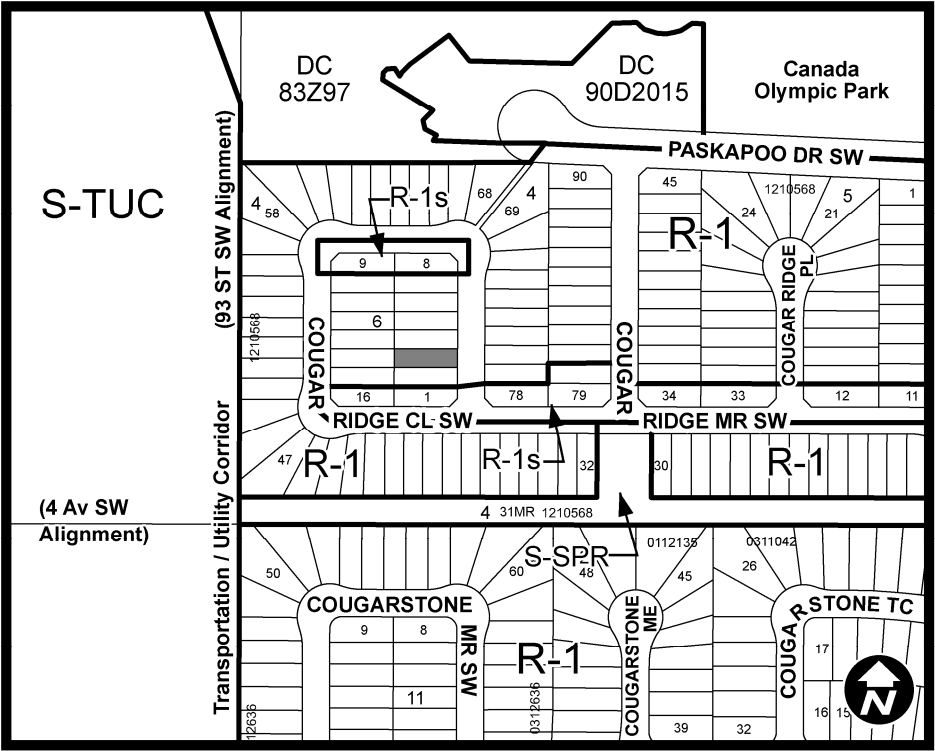 DC
83Z97
DC
90D2015
Canada
Olympic Park
PASKAPOO DR SW
S-TUC
(93 ST SW Alignment)
4
58
68
4
69
R-1s
90
45
1210568
5
1
24
21
R-1
9
8
6
1210568
COUGAR
COUGAR
COUGAR RIDGE
PL
16
1
78
79
34
33
12
11
RIDGE CL SW
RIDGE MR SW
47
R-1
R-1s
32
30
R-1
Transportation / Utility Corridor
(4 Av SW
Alignment)
4
31MR
1210568
S-SPR
50
60
48
0112135
45
0311042
26
COUGARSTONE
MR SW
COUGARSTONE
ME
COUGAR
STONE TC
9
8
R-1
11
17
0312636
16
15
39
32
12636
N